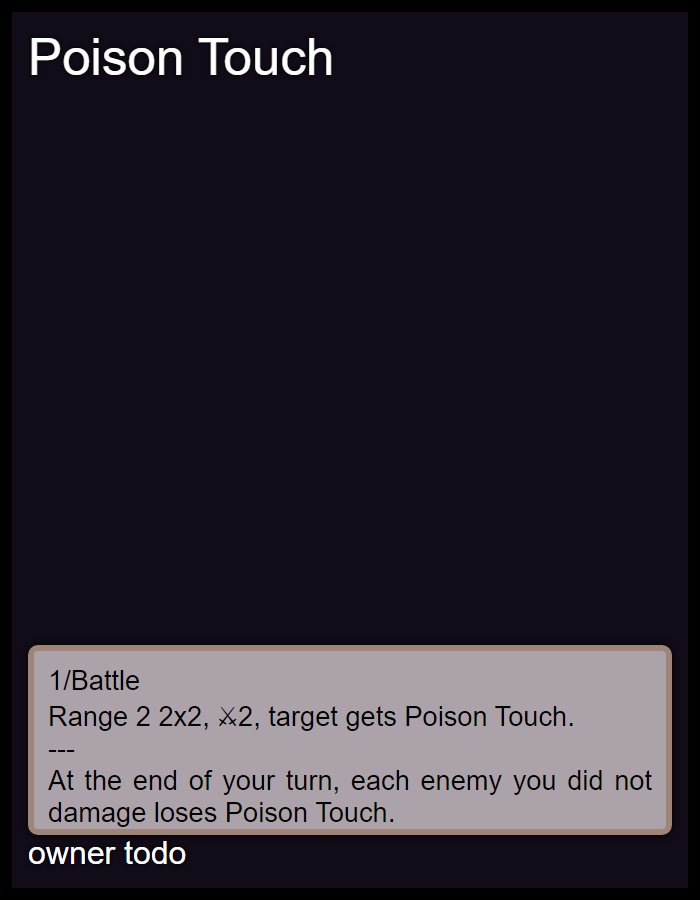 Poison Touch
1/Battle
Range 2 2x2, ⚔2, target gets Poison Touch.
---
At the end of your turn, each enemy you did not
damage loses Poison Touch.
owner todo